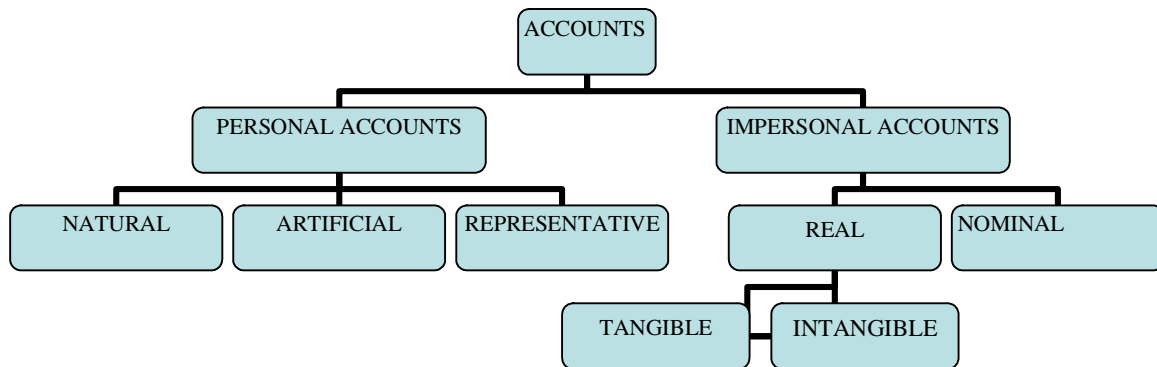 ACCOUNTS
PERSONAL ACCOUNTS
IMPERSONAL ACCOUNTS
NATURAL
ARTIFICIAL
REPRESENTATIVE
REAL
NOMINAL
TANGIBLE
INTANGIBLE